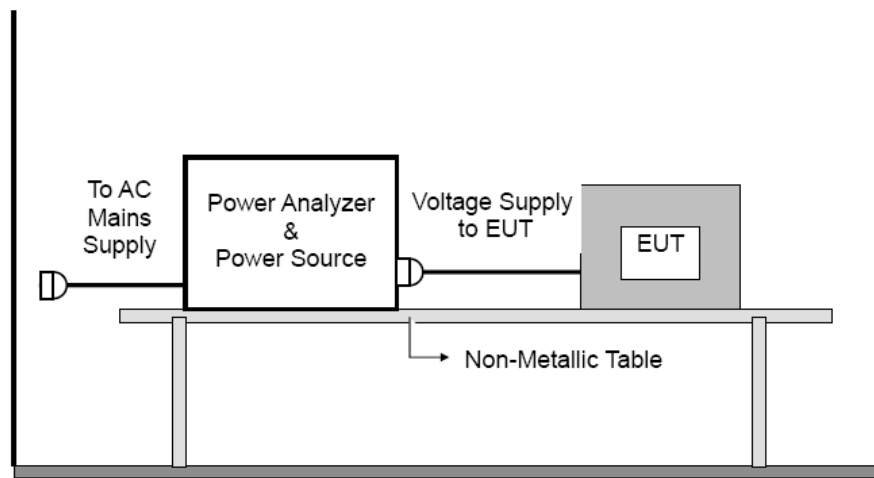 To AC
Mains
Supply
Power Analyzer
&
Power Source
Voltage Supply
to EUT
EUT
Non-Metallic Table